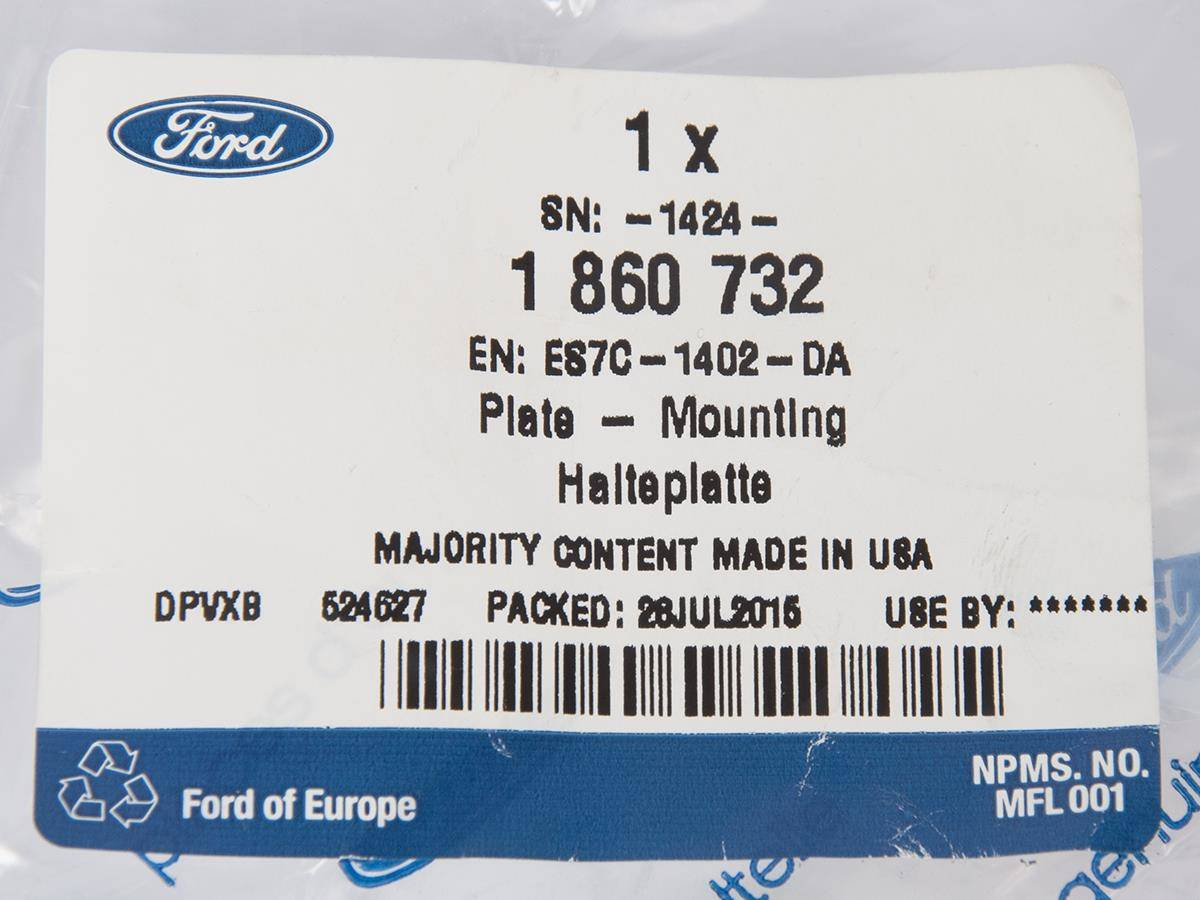 Ford
1 x
SN: -1424-
1 860 732
EN: ES7C-1402-DA
Plate - Mounting
Halteplatte
MAJORITY CONTENT MADE IN USA
DPVXB 524627 PACKED: 28JUL2015 USE BY: *******
Ford of Europe
NPMS. NO.
MFL 001